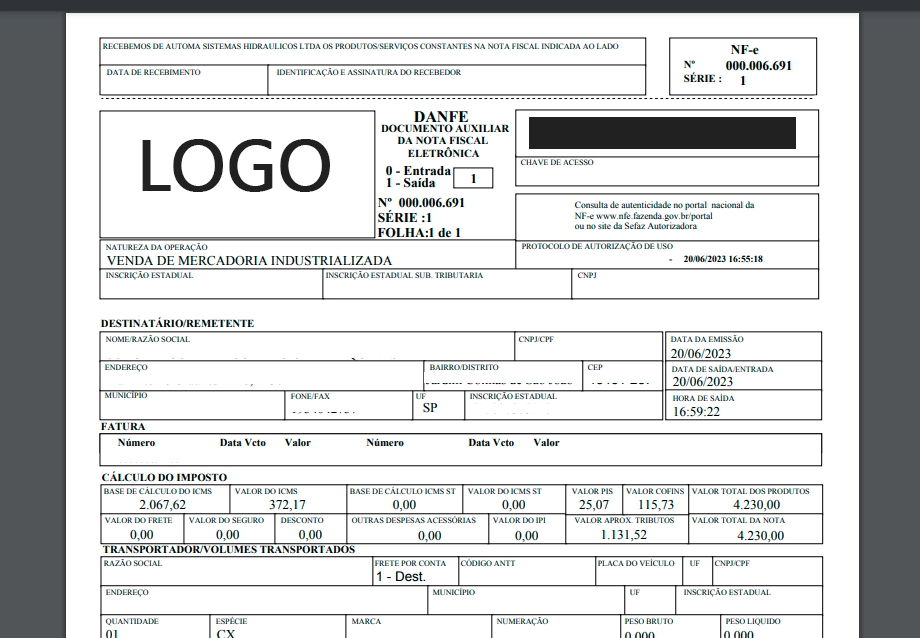 RECEBEMOS DE AUTOMA SISTEMAS HIDRAULICOS LTDA OS PRODUTOS/SERVIÇOS CONSTANTES NA NOTA FISCAL INDICADA AO LADO
DATA DE RECEBIMENTO
IDENTIFICAÇÃO E ASSINATURA DO RECEBEDOR
NF-e
Nº 000.006.691
SÉRIE : 1
LOGO
DANFE
DOCUMENTO AUXILIAR
DA NOTA FISCAL
ELETRÔNICA
0 - Entrada
1 - Saída
1
Nº 000.006.691
SÉRIE :1
FOLHA:1 de 1
CHAVE DE ACESSO
Consulta de autenticidade no portal nacional da
NF-e www.nfe.fazenda.gov.br/portal
ou no site da Sefaz Autorizadora
NATUREZA DA OPERAÇÃO
VENDA DE MERCADORIA INDUSTRIALIZADA
PROTOCOLO DE AUTORIZAÇÃO DE USO
- 20/06/2023 16:55:18
INSCRIÇÃO ESTADUAL
INSCRIÇÃO ESTADUAL SUB. TRIBUTARIA
CNPJ
DESTINATÁRIO/REMETENTE
NOME/RAZÃO SOCIAL
CNPJ/CPF
DATA DA EMISSÃO
20/06/2023
ENDEREÇO
BAIRRO/DISTRITO
CEP
DATA DE SAÍDA/ENTRADA
20/06/2023
MUNICÍPIO
FONE/FAX
UF
SP
INSCRIÇÃO ESTADUAL
HORA DE SAÍDA
16:59:22
FATURA
Número Data Vcto Valor Número Data Vcto Valor
CÁLCULO DO IMPOSTO
BASE DE CÁLCULO DO ICMS
2.067,62
VALOR DO ICMS
372,17
BASE DE CÁLCULO ICMS ST
0,00
VALOR DO ICMS ST
0,00
VALOR PIS
25,07
VALOR COFINS
115,73
VALOR TOTAL DOS PRODUTOS
4.230,00
VALOR DO FRETE
0,00
VALOR DO SEGURO
0,00
DESCONTO
0,00
OUTRAS DESPESAS ACESSÓRIAS
0,00
VALOR DO IPI
0,00
VALOR APROX. TRIBUTOS
1.131,52
VALOR TOTAL DA NOTA
4.230,00
TRANSPORTADOR/VOLUMES TRANSPORTADOS
RAZÃO SOCIAL
FRETE POR CONTA
1 - Dest.
CÓDIGO ANTT
PLACA DO VEÍCULO
UF
CNPJ/CPF
ENDEREÇO
MUNICÍPIO
UF
INSCRIÇÃO ESTADUAL
QUANTIDADE
01
ESPÉCIE
CX
MARCA
NUMERAÇÃO
PESO BRUTO
0,000
PESO LIQUIDO
0,000